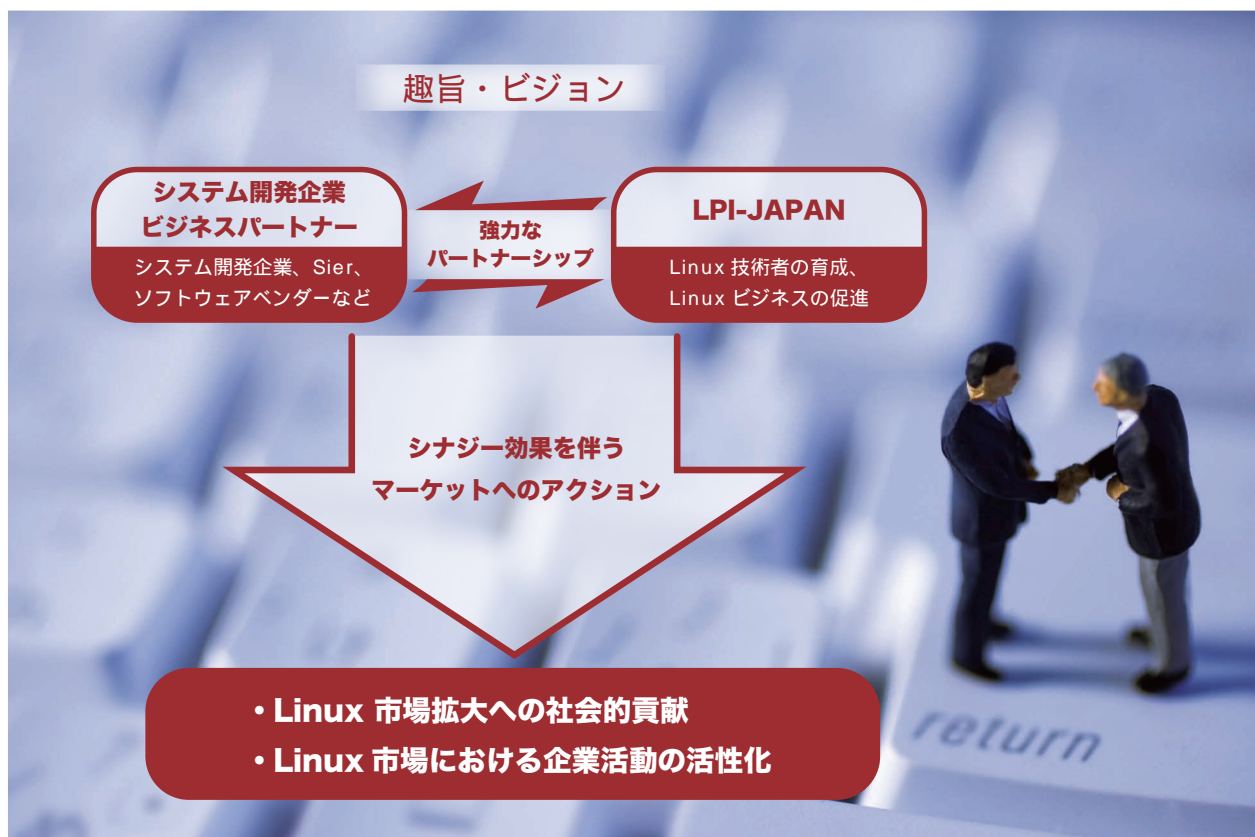 趣旨・ビジョン
システム開発企業
ビジネスパートナー
システム開発企業、Sier、
ソフトウェアベンダーなど
強力な
パートナーシップ
LPI-JAPAN
Linux 技術者の育成、
Linux ビジネスの促進
シナジー効果を伴う
マーケットへのアクション
・Linux 市場拡大への社会的貢献
・Linux 市場における企業活動の活性化
return